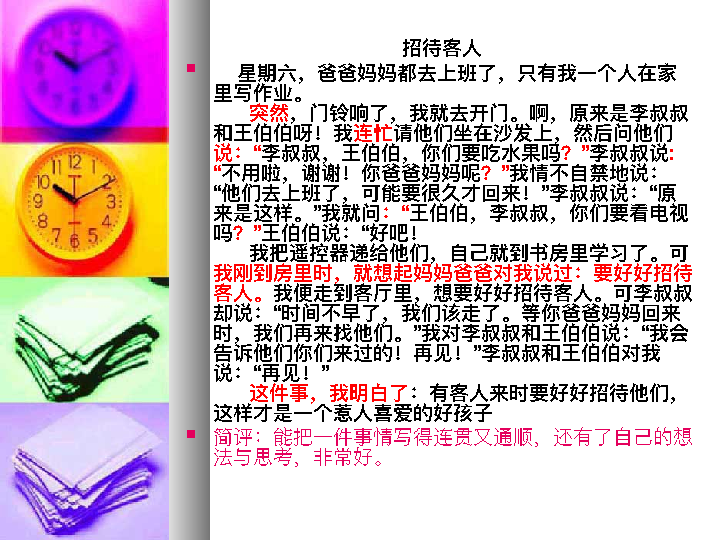 招待客人
星期六，爸爸妈妈都去上班了，只有我一个人在家
里写作业。
突然，门铃响了，我就去开门。啊，原来是李叔叔
和王伯伯呀！我连忙请他们坐在沙发上，然后问他们
说：“李叔叔，王伯伯，你们要吃水果吗？”李叔叔说：
“不用啦，谢谢！你爸爸妈妈呢？”我情不自禁地说：
“他们去上班了，可能要很久才回来！”李叔叔说：“原
来是这样。”我就问：“王伯伯，李叔叔，你们要看电视
吗？”王伯伯说：“好吧！
我把遥控器递给他们，自己就到书房里学习了。可
我刚到房里时，就想起妈妈爸爸对我说过：要好好招待
客人。我便走到客厅里，想要好好招待客人。可李叔叔
却说：“时间不早了，我们该走了。等你爸爸妈妈回来
时，我们再来找他们。”我对李叔叔和王伯伯说：“我会
告诉他们你们来过的！再见！”李叔叔和王伯伯对我
说：“再见！”
这件事，我明白了：有客人来时要好好招待他们，
这样才是一个惹人喜爱的好孩子
简评：能把一件事情写得连贯又通顺，还有了自己的想
法与思考，非常好。